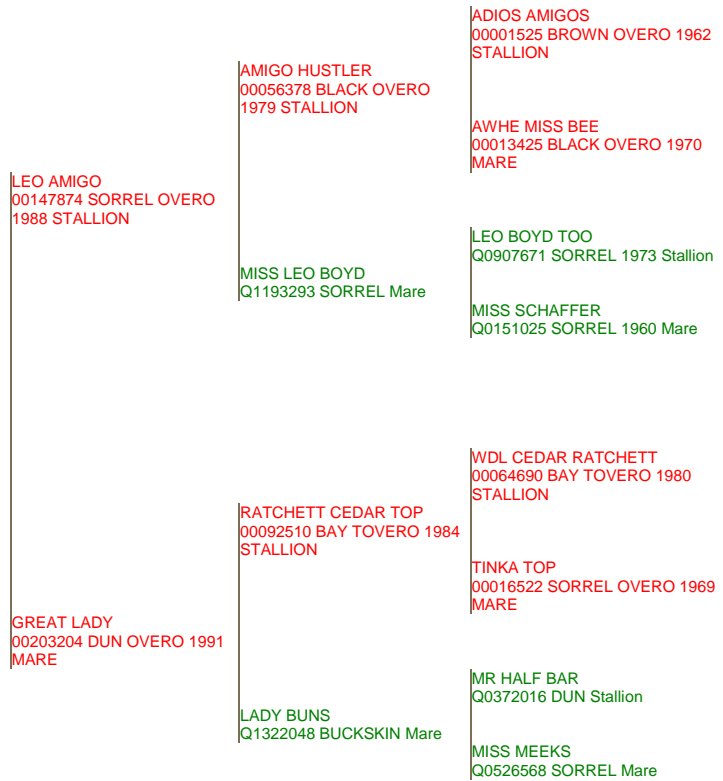 ADIOS AMIGOS
00001525 BROWN OVERO 1962
STALLION
AMIGO HUSTLER
00056378 BLACK OVERO
1979 STALLION
AWHE MISS BEE
00013425 BLACK OVERO 1970
MARE
LEO AMIGO
00147874 SORREL OVERO
1988 STALLION
LEO BOYD TOO
Q0907671 SORREL 1973 Stallion
MISS LEO BOYD
Q1193293 SORREL Mare
MISS SCHAFFER
Q0151025 SORREL 1960 Mare
WDL CEDAR RATCHETT
00064690 BAY TOVERO 1980
STALLION
RATCHETT CEDAR TOP
00092510 BAY TOVERO 1984
STALLION
TINKA TOP
00016522 SORREL OVERO 1969
MARE
GREAT LADY
00203204 DUN OVERO 1991
MARE
MR HALF BAR
Q0372016 DUN Stallion
LADY BUNS
Q1322048 BUCKSKIN Mare
MISS MEEKS
Q0526568 SORREL Mare